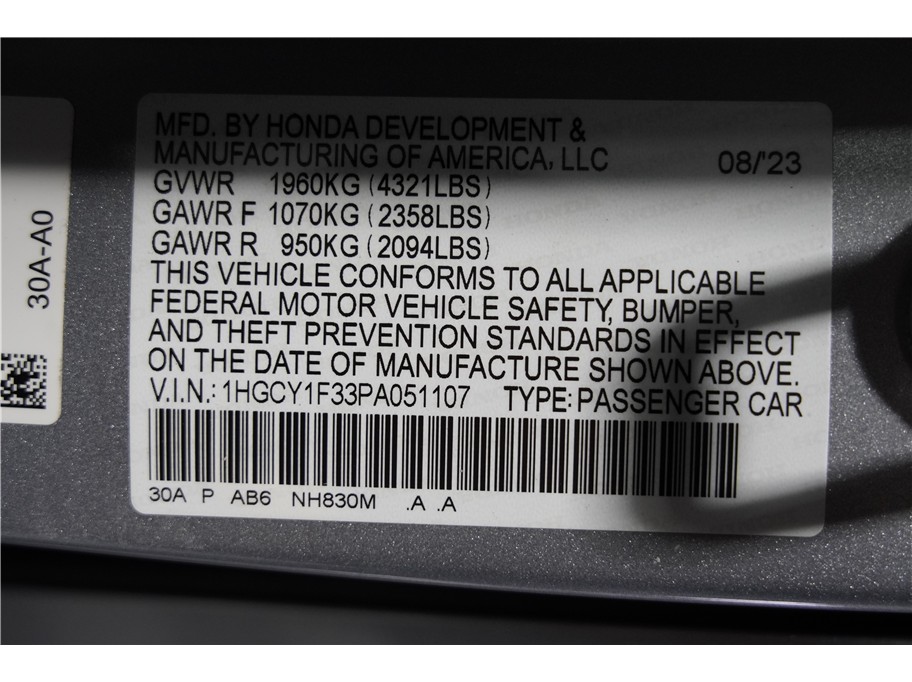 MFD. BY HONDA DEVELOPMENT &
MANUFACTURING OF AMERICA, LLC 08/'23
GVWR 1960KG (4321LBS)
GAWR F 1070KG (2358LBS)
GAWR R 950KG (2094LBS)
THIS VEHICLE CONFORMS TO ALL APPLICABLE
FEDERAL MOTOR VEHICLE SAFETY, BUMPER,
AND THEFT PREVENTION STANDARDS IN EFFECT
ON THE DATE OF MANUFACTURE SHOWN ABOVE.
V.I.N.: 1HGCY1F33PA051107 TYPE: PASSENGER CAR
30A P AB6 NH830M .A .A
30A-A0